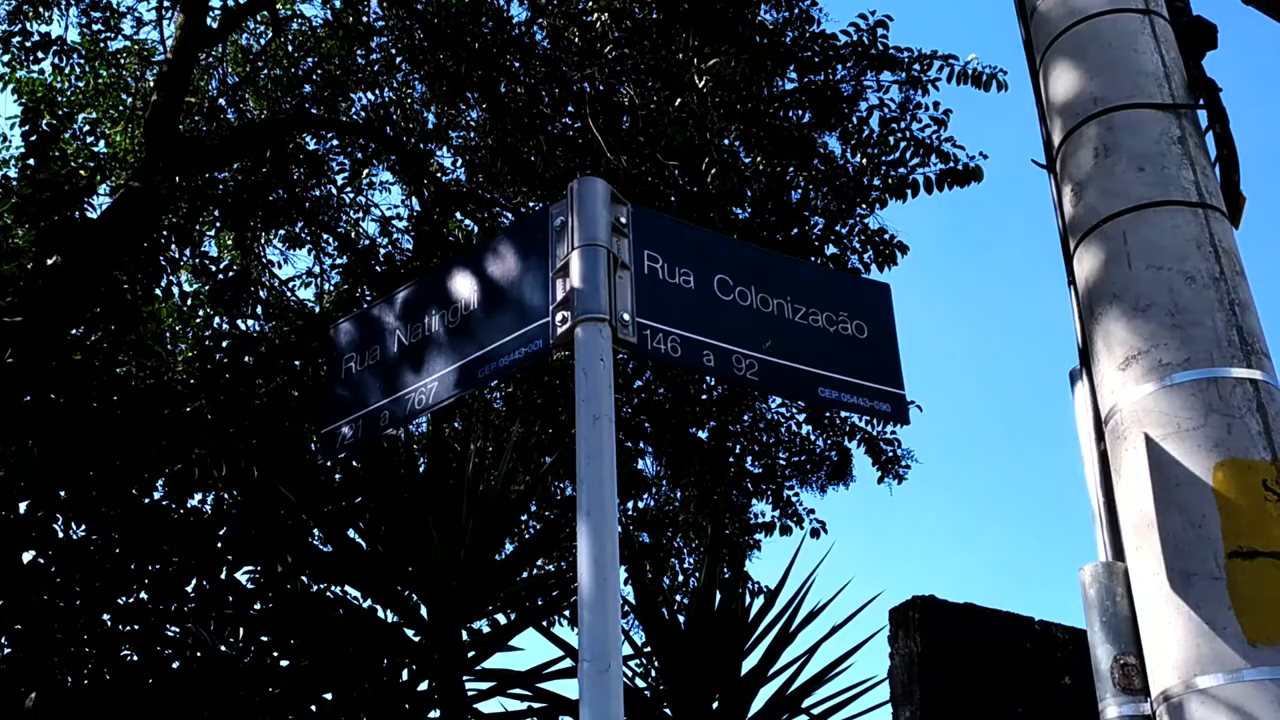 Rua Natingui
721 a 767
CEP 05443-001
Rua Colonização
146 a 92
CEP 05443-090